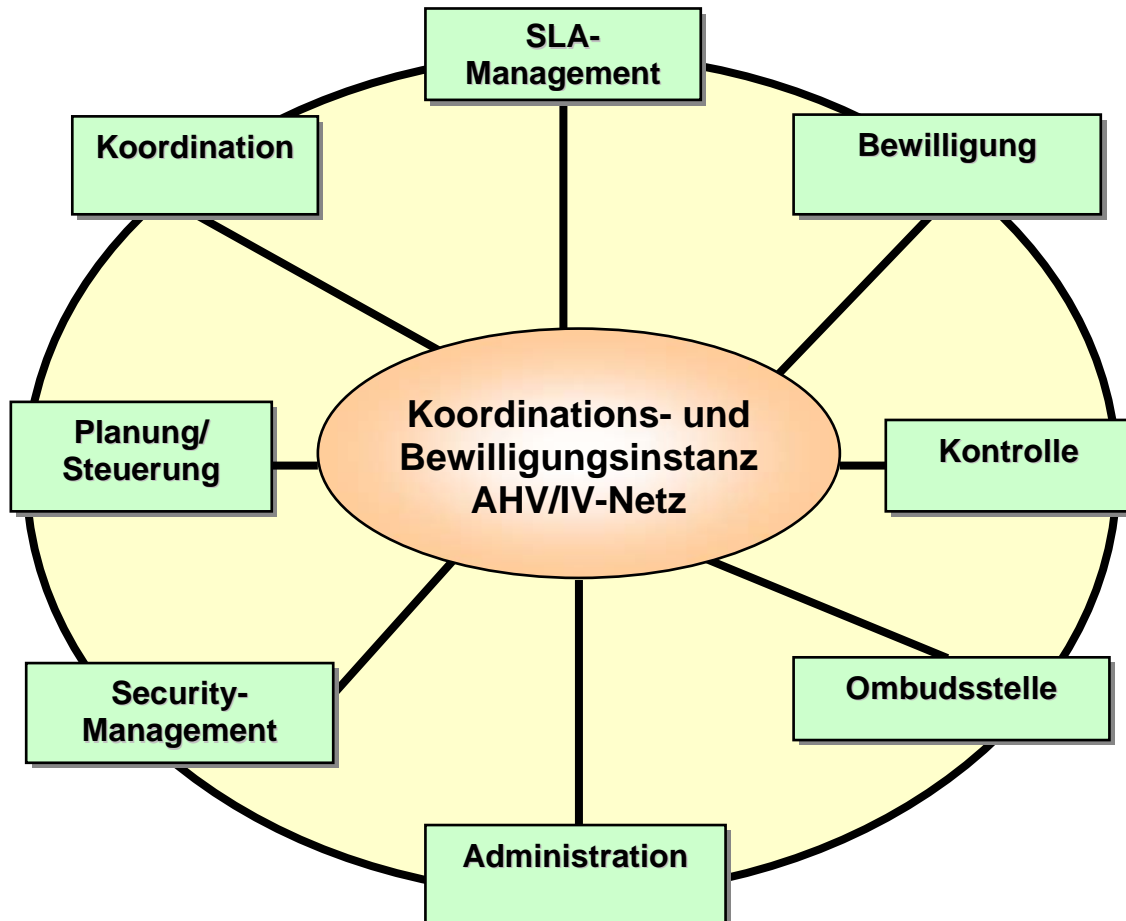 SLA-
Management
Koordination
Bewilligung
Planung/
Steuerung
Koordinations- und
Bewilligungsinstanz
AHV/IV-Netz
Kontrolle
Security-
Management
Ombudsstelle
Administration